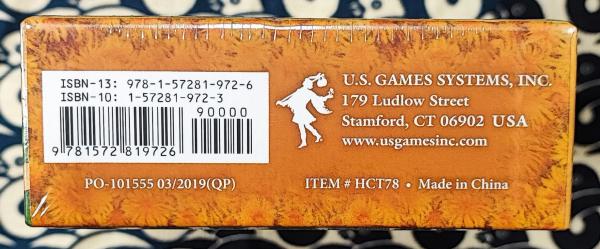 ISBN-13: 978-1-57281-972-6
ISBN-10: 1-57281-972-3
90000
9 781572 819726
PO-101555 03/2019(QP)
U.S. GAMES SYSTEMS, INC.
179 Ludlow Street
Stamford, CT 06902 USA
www.usgamesinc.com
ITEM # HCT78 • Made in China